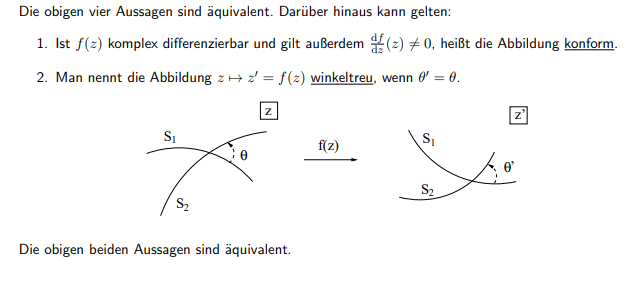 Die obigen vier Aussagen sind äquivalent. Darüber hinaus kann gelten:
1. Ist f(z) komplex differenzierbar und gilt außerdem df/dz(z) ≠ 0, heißt die Abbildung konform.
2. Man nennt die Abbildung z ↦ z′ = f(z) winkeltreu, wenn θ′ = θ.
z
z'
S₁
θ
S₂
f(z)
S₁
θ'
S₂
Die obigen beiden Aussagen sind äquivalent.